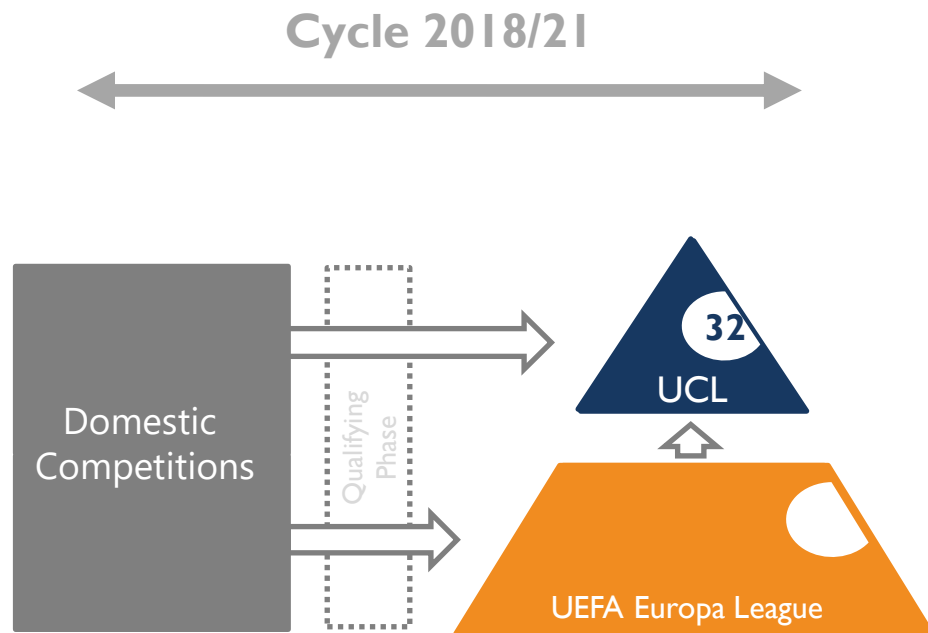 Cycle 2018/21
Domestic
Competitions
Qualifying
Phase
32
UCL
UEFA Europa League